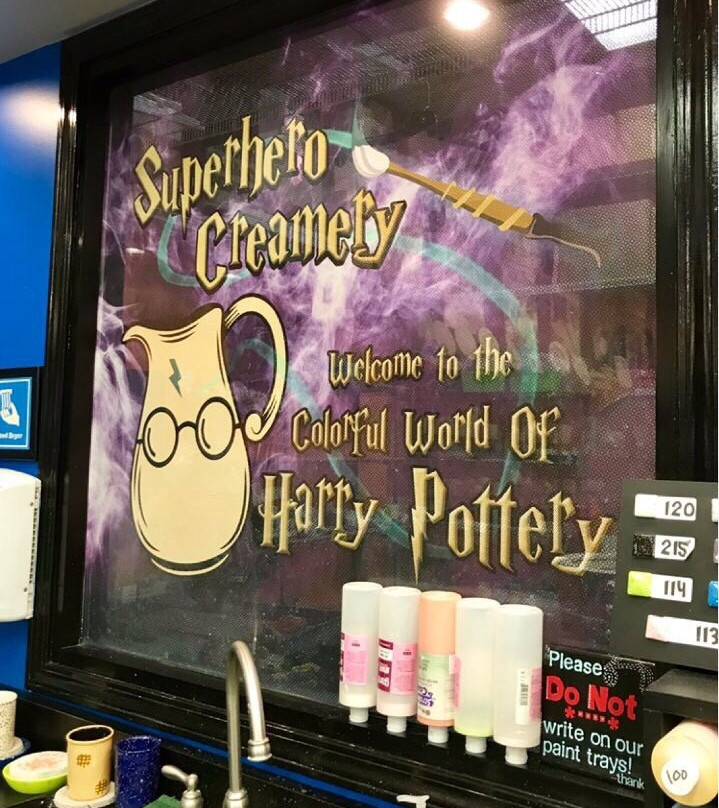 Superhero
Creamery
Welcome to the
Colorful World Of
Harry Pottery
120
215
114
113
Please
Do Not
write on our
paint trays!
thank
100